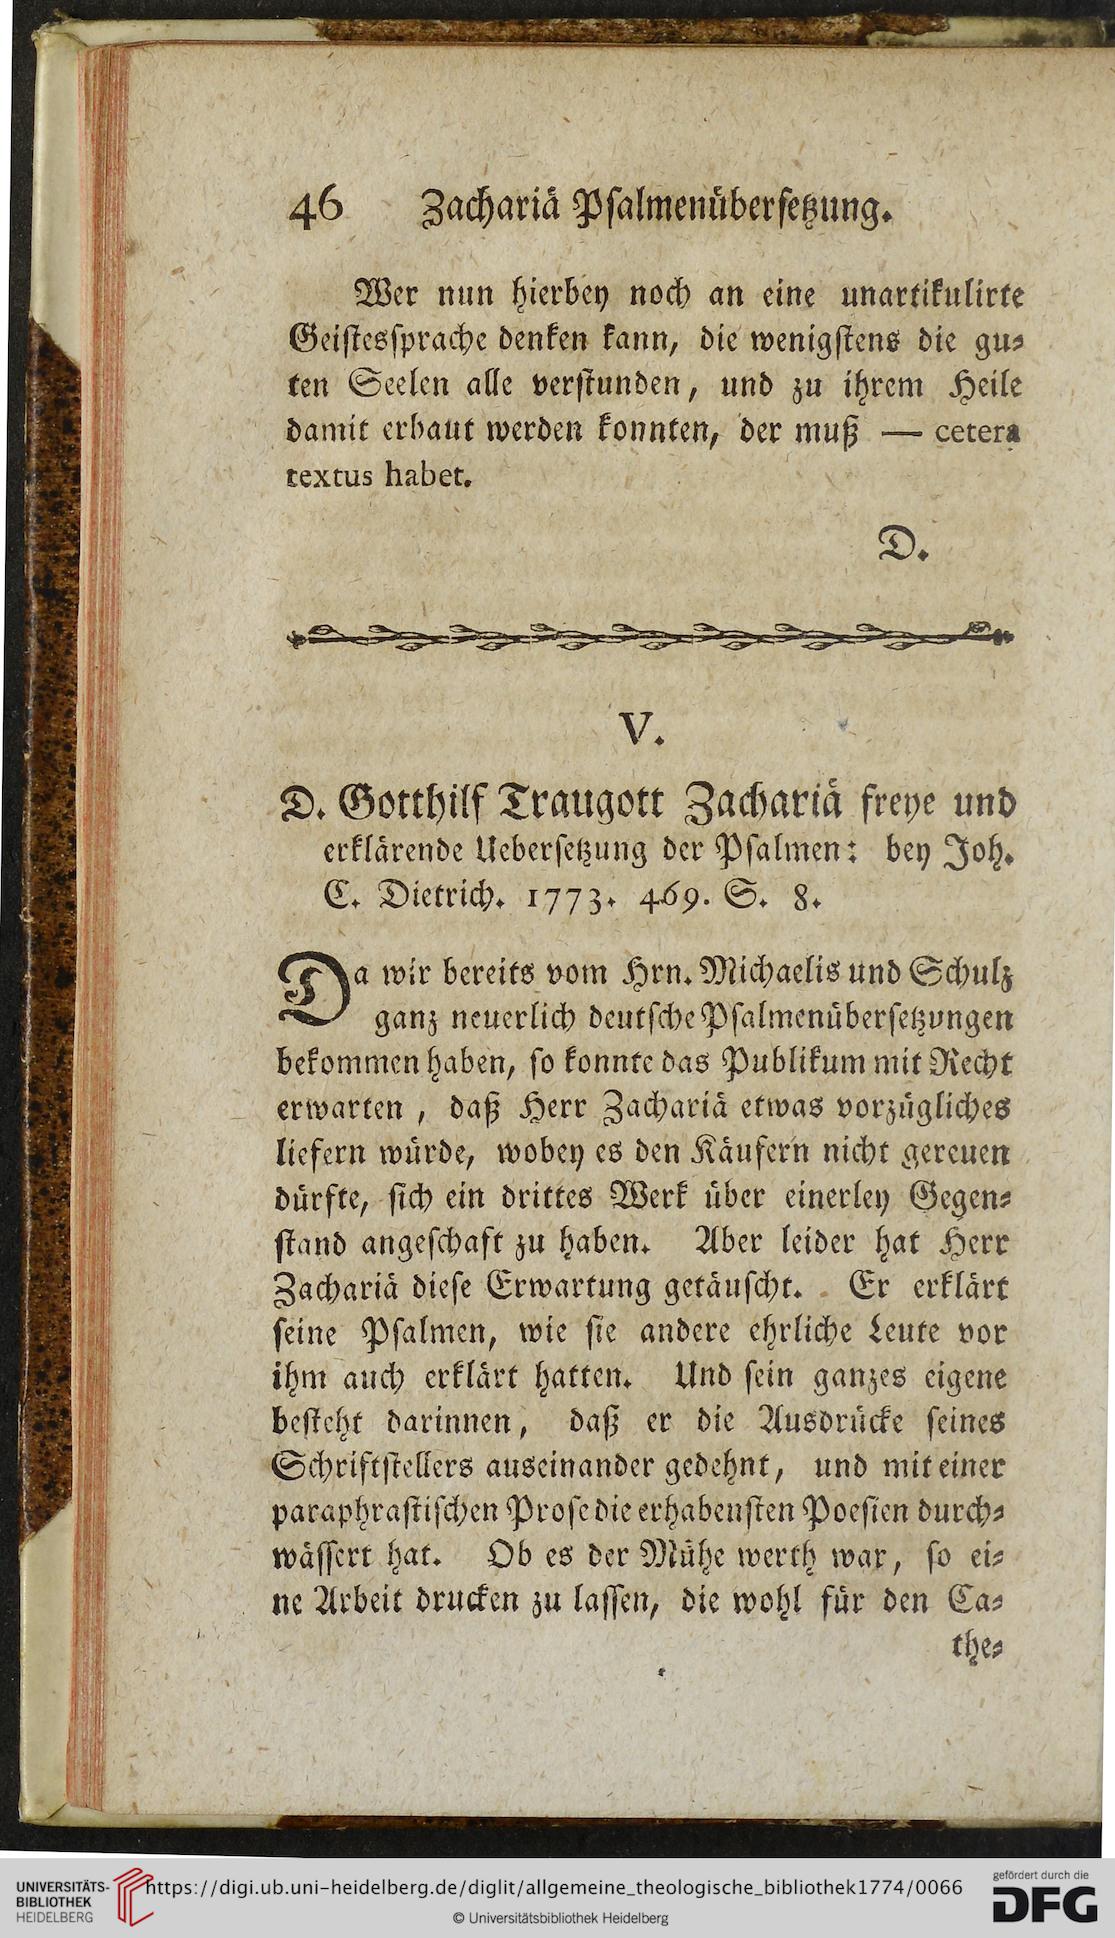 46 Zachariä Psalmenübersetzung.
Wer nun hierbey noch an eine unartikulirte
Geistessprache denken kann, die wenigstens die gu-
ten Seelen alle verstunden, und zu ihrem Heile
damit erbaut werden konnten, der muß — cetera
textus habet.
D.
V.
D. Gotthilf Traugott Zachariä freye und
erklärende Uebersetzung der Psalmen: bey Joh.
C. Dietrich. 1773. 469. S. 8.
Da wir bereits vom Hrn. Michaelis und Schulz
ganz neuerlich deutsche Psalmenübersetzungen
bekommen haben, so konnte das Publikum mit Recht
erwarten, daß Herr Zachariä etwas vorzügliches
liefern würde, wobey es den Käufern nicht gereuen
dürfte, sich ein drittes Werk über einerley Gegen-
stand angeschaft zu haben. Aber leider hat Herr
Zachariä diese Erwartung getäuscht. Er erklärt
seine Psalmen, wie sie andere ehrliche Leute vor
ihm auch erklärt hatten. Und sein ganzes eigene
besteht darinnen, daß er die Ausdrücke seines
Schriftstellers auseinander gedehnt, und mit einer
paraphrastischen Prose die erhabensten Poesien durch-
wässert hat. Ob es der Mühe werth war, so ei-
ne Arbeit drucken zu lassen, die wohl für den Ca-
the-
UNIVERSITÄTS-
BIBLIOTHEK
HEIDELBERG
https://digi.ub.uni-heidelberg.de/diglit/allgemeine_theologische_bibliothek1774/0066
© Universitätsbibliothek Heidelberg
gefördert durch die
DFG